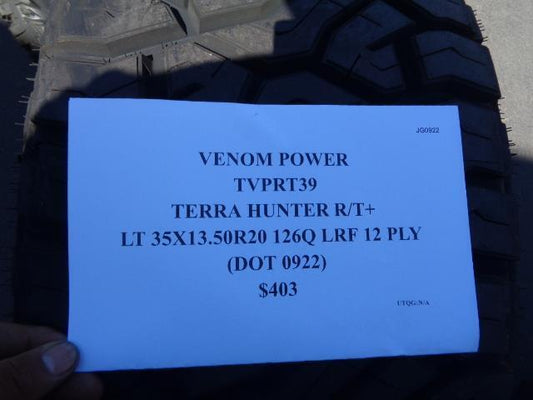 JG0922
VENOM POWER
TVPRT39
TERRA HUNTER R/T+
LT 35X13.50R20 126Q LRF 12 PLY
(DOT 0922)
$403
UTQG:N/A